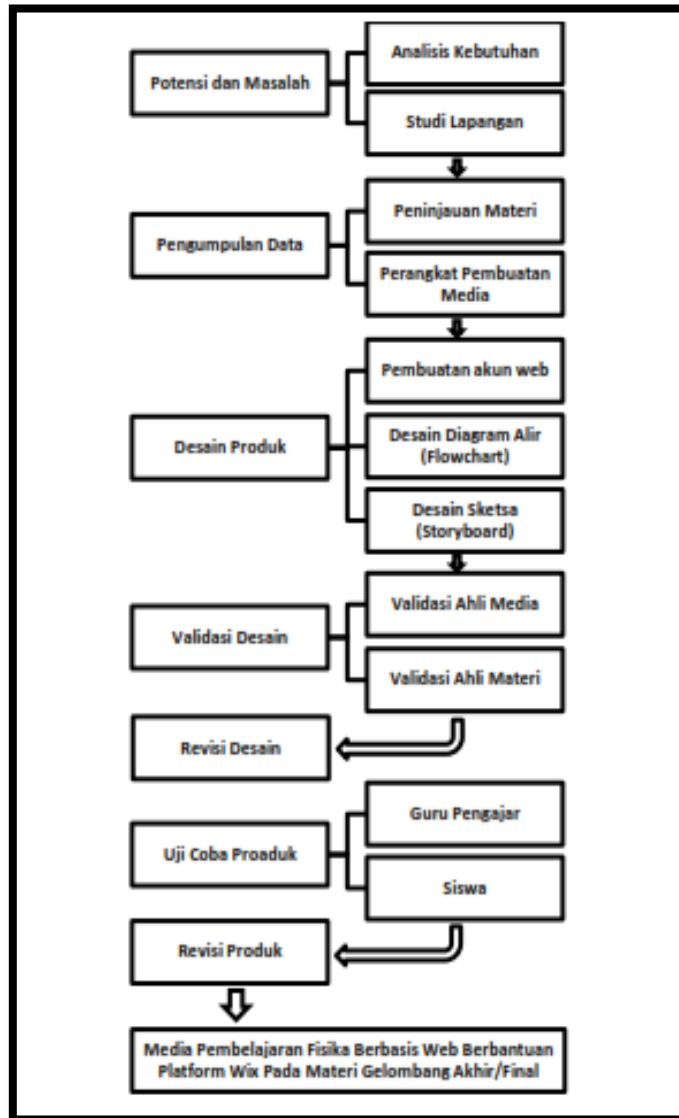 Analisis Kebutuhan
Potensi dan Masalah
Studi Lapangan
Peninjauan Materi
Pengumpulan Data
Perangkat Pembuatan
Media
Pembuatan akun web
Desain Produk
Desain Diagram Alir
(Flowchart)
Desain Sketsa
(Storyboard)
Validasi Ahli Media
Validasi Desain
Validasi Ahli Materi
Revisi Desain
Guru Pengajar
Uji Coba Proaduk
Siswa
Revisi Produk
Media Pembelajaran Fisika Berbasis Web Berbantuan
Platform Wix Pada Materi Gelombang Akhir/Final